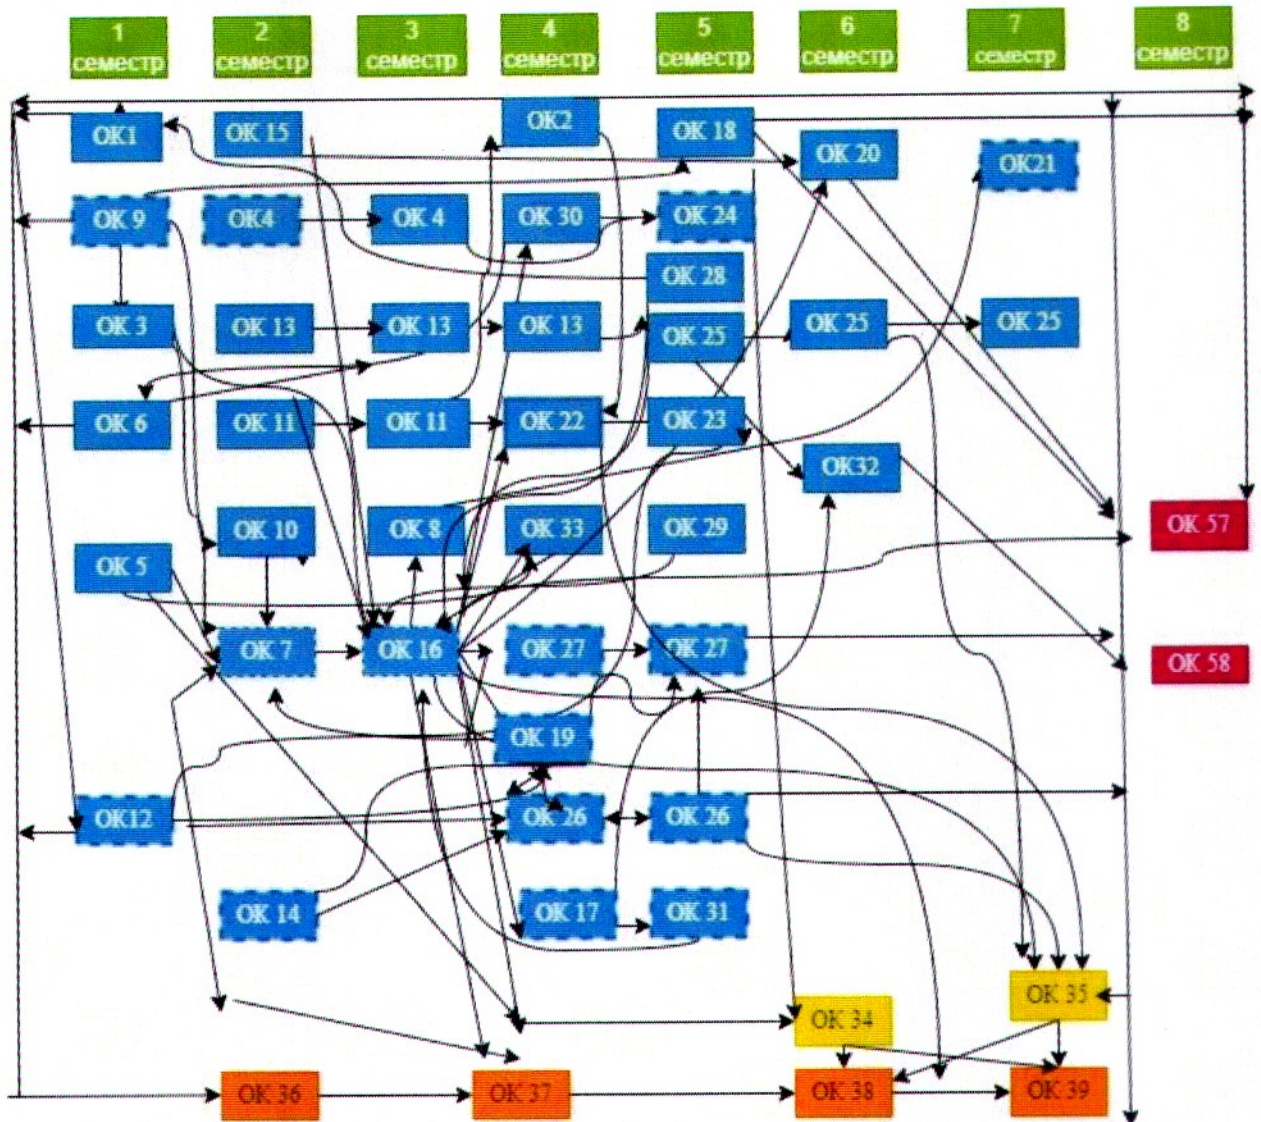 1
семестр
2
семестр
3
семестр
4
семестр
5
семестр
6
семестр
7
семестр
8
семестр
ОК1
ОК 15
ОК2
ОК 18
ОК 20
ОК21
ОК 9
ОК4
ОК 4
ОК 30
ОК 24
ОК 28
ОК 3
ОК 13
ОК 13
ОК 13
ОК 25
ОК 25
ОК 25
ОК 6
ОК 11
ОК 11
ОК 22
ОК 23
ОК32
ОК 10
ОК 8
ОК 33
ОК 29
ОК 57
ОК 5
ОК 7
ОК 16
ОК 27
ОК 27
ОК 58
ОК 19
ОК12
ОК 26
ОК 26
ОК 14
ОК 17
ОК 31
ОК 35
ОК 34
ОК 36
ОК 37
ОК 38
ОК 39